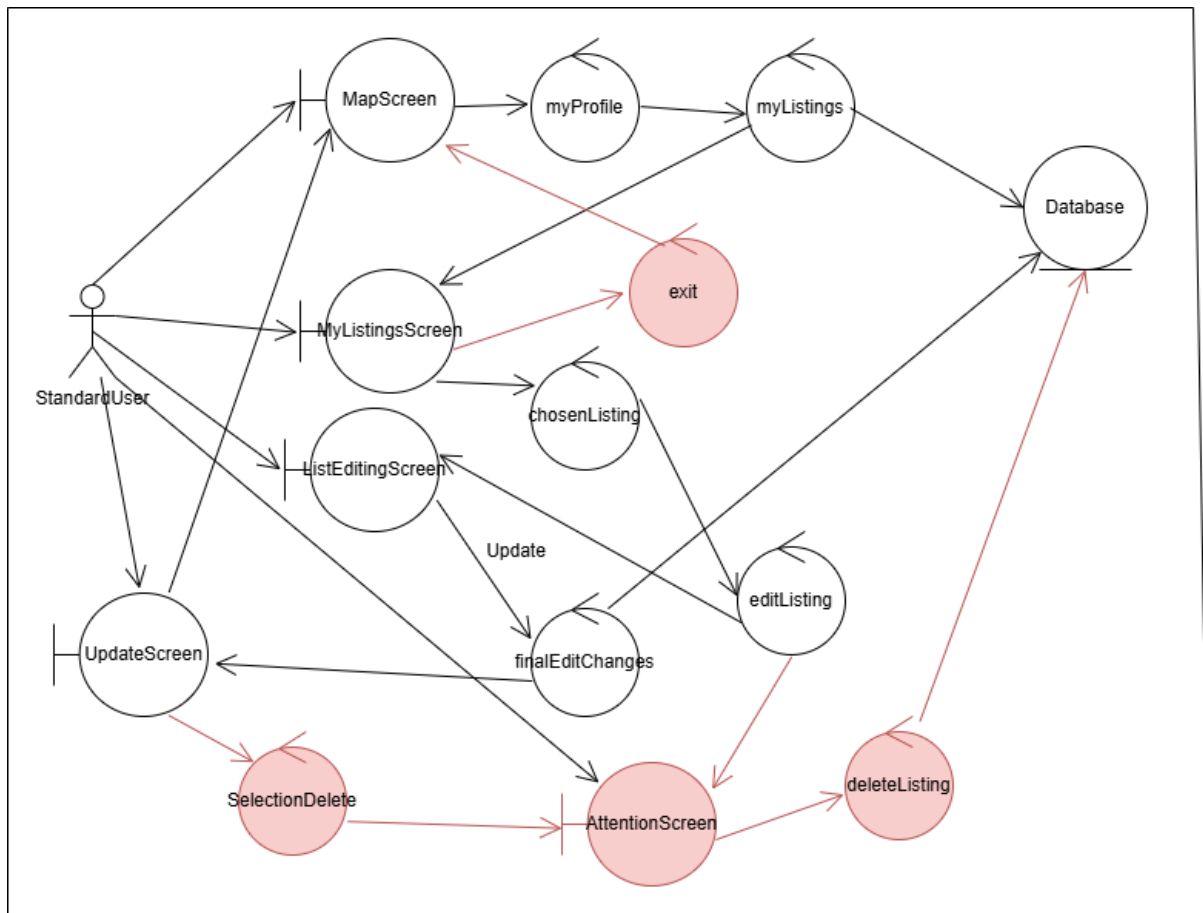 MapScreen
myProfile
myListings
Database
exit
MyListingsScreen
StandardUser
chosenListing
ListEditingScreen
Update
editListing
UpdateScreen
finalEditChanges
SelectionDelete
AttentionScreen
deleteListing